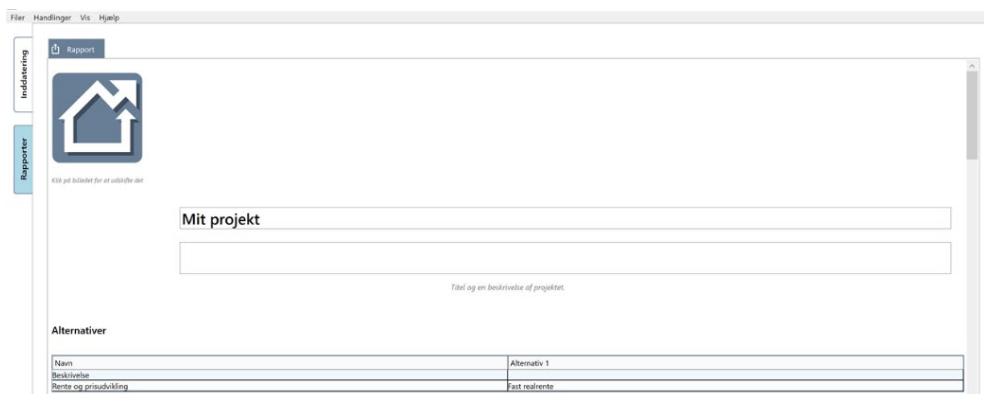 Filer Handlinger Vis Hjælp
Inddatering
Rapporter
Rapport
Klik på billedet for at udskifte det
Mit projekt
Titel og en beskrivelse af projektet.
Alternativer
Navn Alternativ 1
Beskrivelse
Rente og prisudvikling Fast realrente